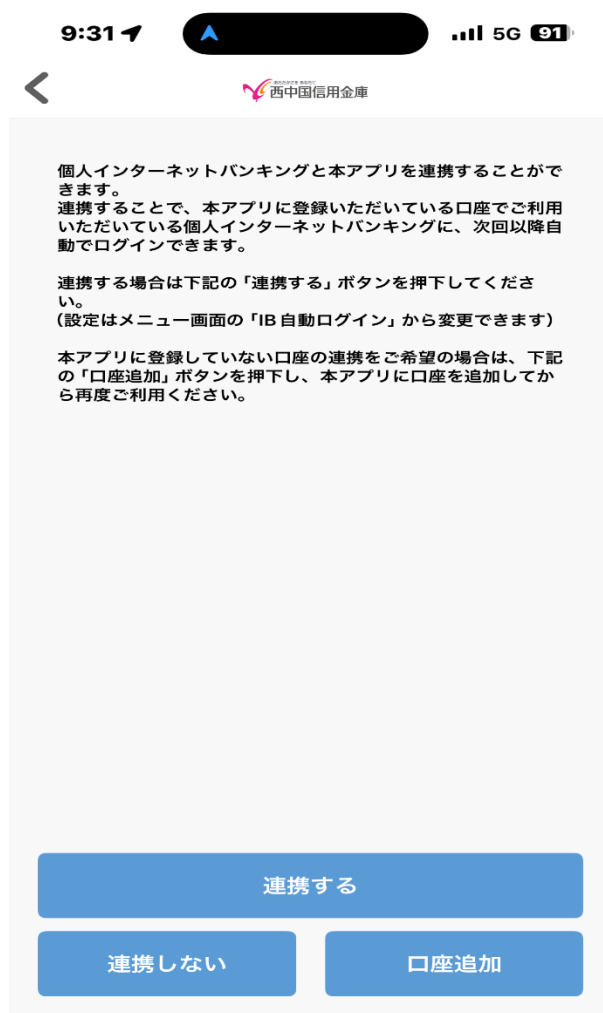 9:31 5G 91
西中国信用金庫
個人インターネットバンキングと本アプリを連携することがで
きます。
連携することで、本アプリに登録いただいている口座でご利用
いただいている個人インターネットバンキングに、次回以降自
動でログインできます。
連携する場合は下記の「連携する」ボタンを押下してくださ
い。
(設定はメニュー画面の「IB自動ログイン」から変更できます)
本アプリに登録していない口座の連携をご希望の場合は、下記
の「口座追加」ボタンを押下し、本アプリに口座を追加してか
ら再度ご利用ください。
連携する
連携しない 口座追加